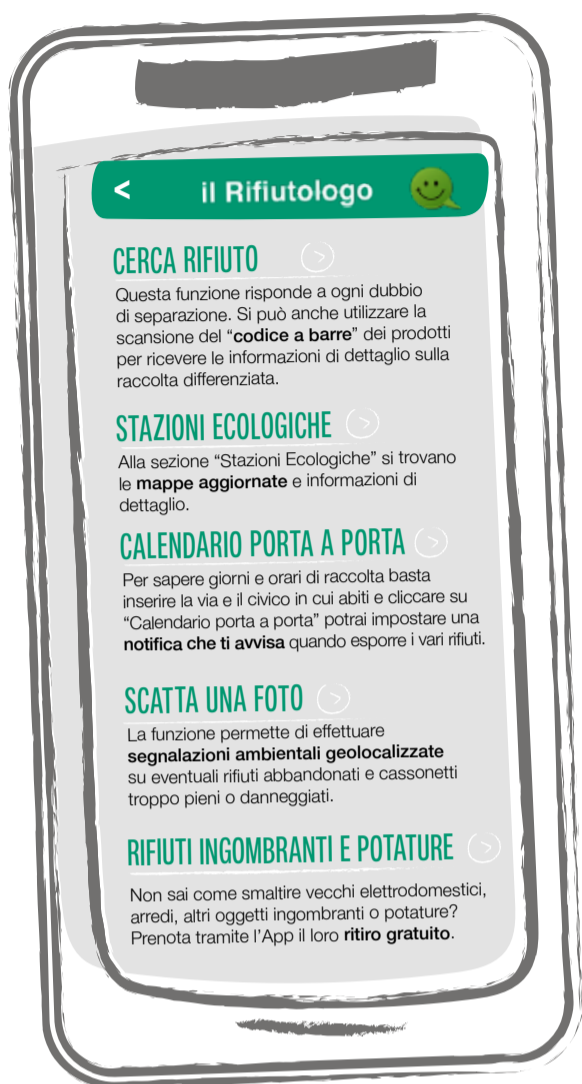 < il Rifiutologo
CERCA RIFIUTO >
Questa funzione risponde a ogni dubbio
di separazione. Si può anche utilizzare la
scansione del “codice a barre” dei prodotti
per ricevere le informazioni di dettaglio sulla
raccolta differenziata.
STAZIONI ECOLOGICHE >
Alla sezione “Stazioni Ecologiche” si trovano
le mappe aggiornate e informazioni di
dettaglio.
CALENDARIO PORTA A PORTA >
Per sapere giorni e orari di raccolta basta
inserire la via e il civico in cui abiti e cliccare su
“Calendario porta a porta” potrai impostare una
notifica che ti avvisa quando esporre i vari rifiuti.
SCATTA UNA FOTO >
La funzione permette di effettuare
segnalazioni ambientali geolocalizzate
su eventuali rifiuti abbandonati e cassonetti
troppo pieni o danneggiati.
RIFIUTI INGOMBRANTI E POTATURE >
Non sai come smaltire vecchi elettrodomestici,
arredi, altri oggetti ingombranti o potature?
Prenota tramite l’App il loro ritiro gratuito.